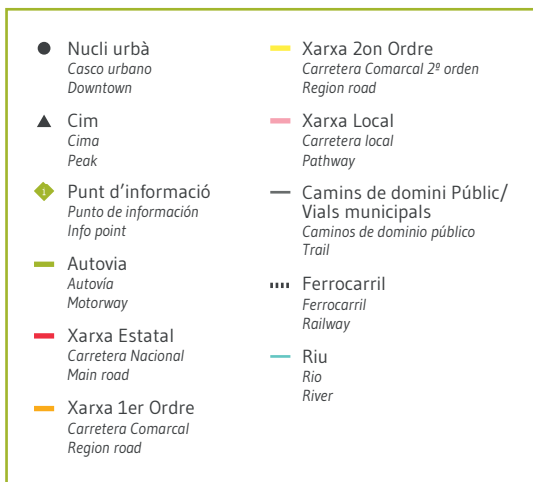 Nucli urbà
Casco urbano
Downtown
Cim
Cima
Peak
i
Punt d'informació
Punto de información
Info point
Autovia
Autovía
Motorway
Xarxa Estatal
Carretera Nacional
Main road
Xarxa 1er Ordre
Carretera Comarcal
Region road
Xarxa 2on Ordre
Carretera Comarcal 2º orden
Region road
Xarxa Local
Carretera local
Pathway
Camins de domini Públic/
Vials municipals
Caminos de dominio público
Trail
Ferrocarril
Ferrocarril
Railway
Riu
Rio
River